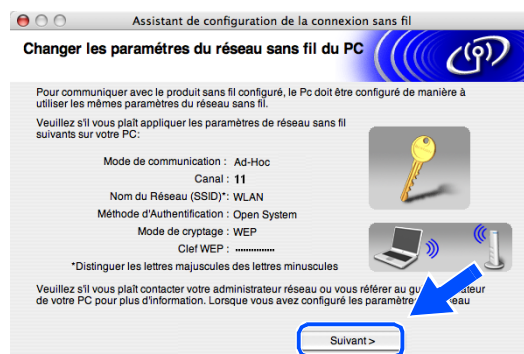 Assistant de configuration de la connexion sans fil
Changer les paramétres du réseau sans fil du PC
Pour communiquer avec le produit sans fil configuré, le Pc doit être configuré de manière à
utiliser les mêmes paramètres du réseau sans fil.
Veuillez s'il vous plaît appliquer les paramètres de réseau sans fil
suivants sur votre PC:
Mode de communication : Ad-Hoc
Canal : 11
Nom du Réseau (SSID)*: WLAN
Méthode d'Authentification : Open System
Mode de cryptage : WEP
Clef WEP : ••••••••••••••
*Distinguer les lettres majuscules des lettres minuscules
Veuillez s'il vous plaît contacter votre administrateur réseau ou vous référer au
de votre PC pour plus d'information. Lorsque vous avez configuré les
Suivant >